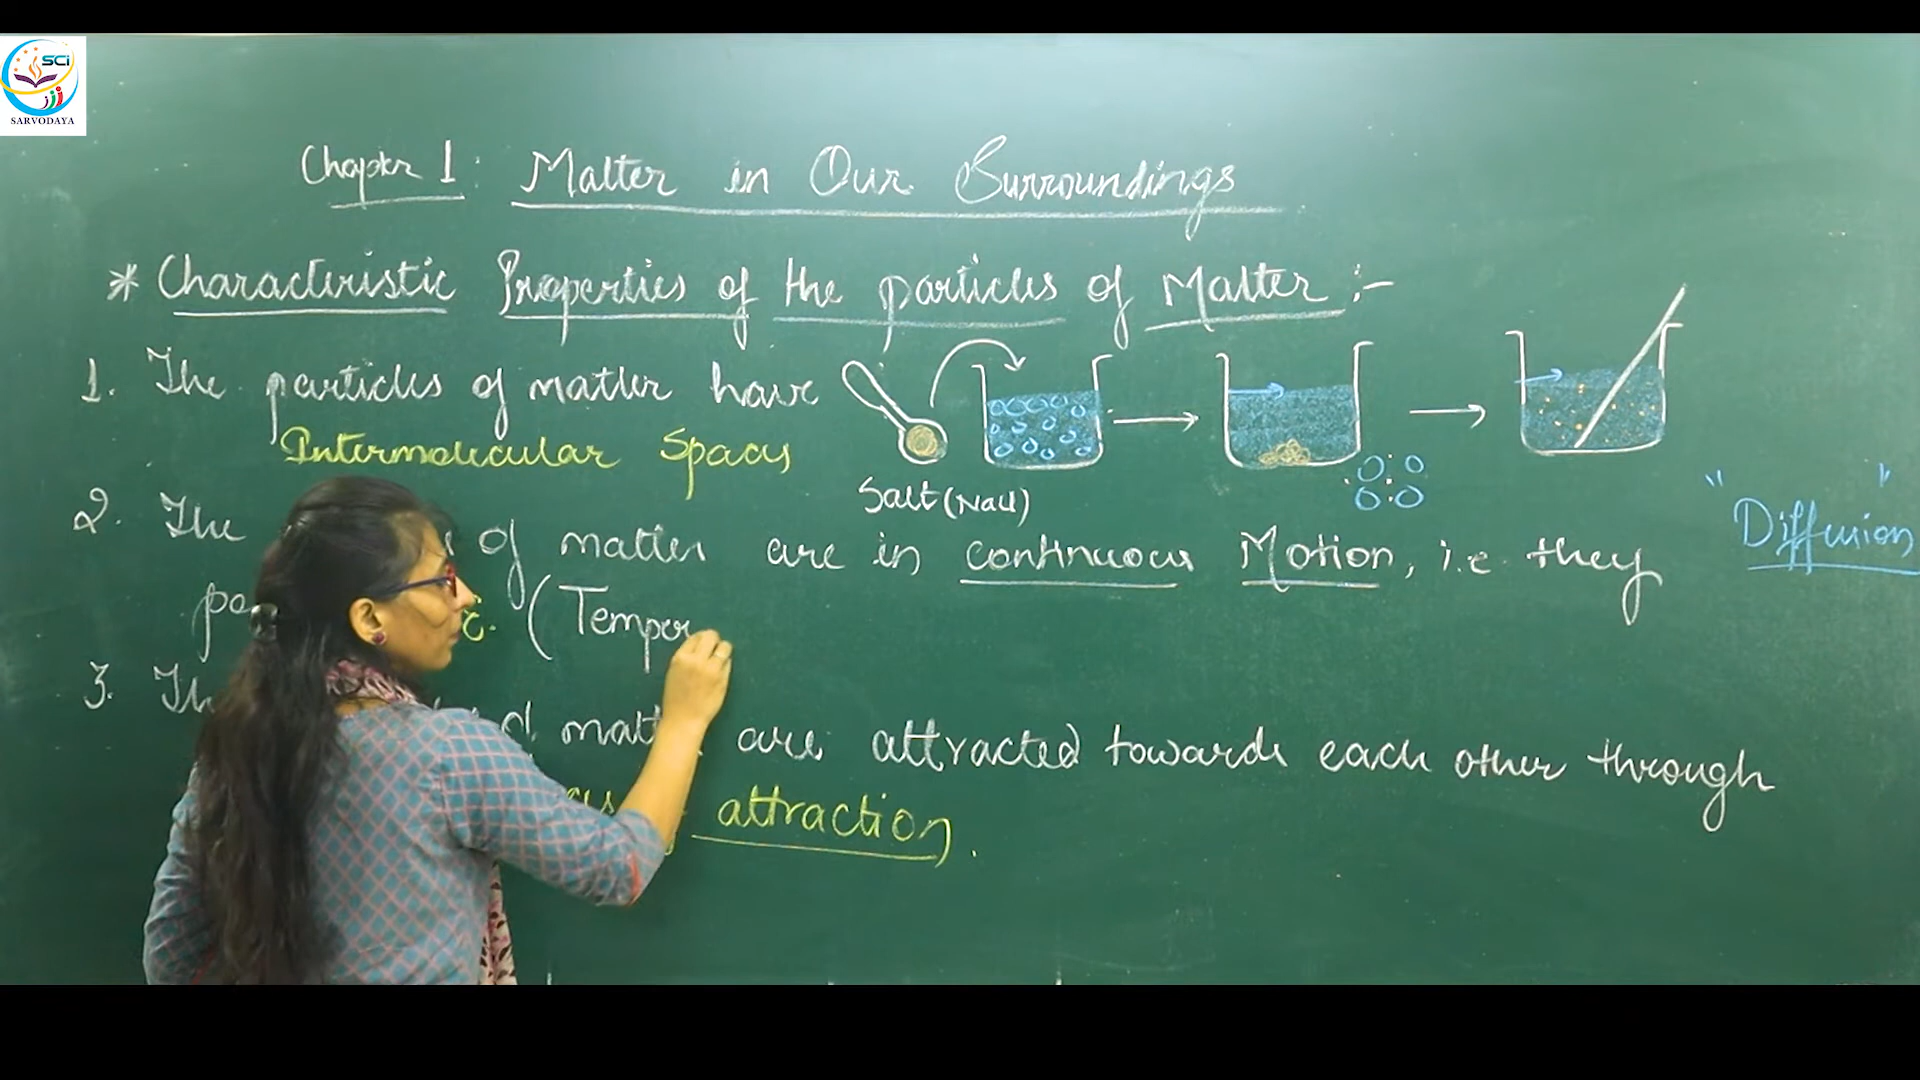 SCI
SARVODAYA
Chapter 1: Matter in Our Surroundings
* Characteristic Properties of the particles of Matter :-
1. The particles of matter have
Intermolecular Spaces
Salt (NaCl)
2. The of matter are in continuous Motion, i.e. they
"Diffusion"
(Temper
3. of matter are attracted towards each other through
attraction.